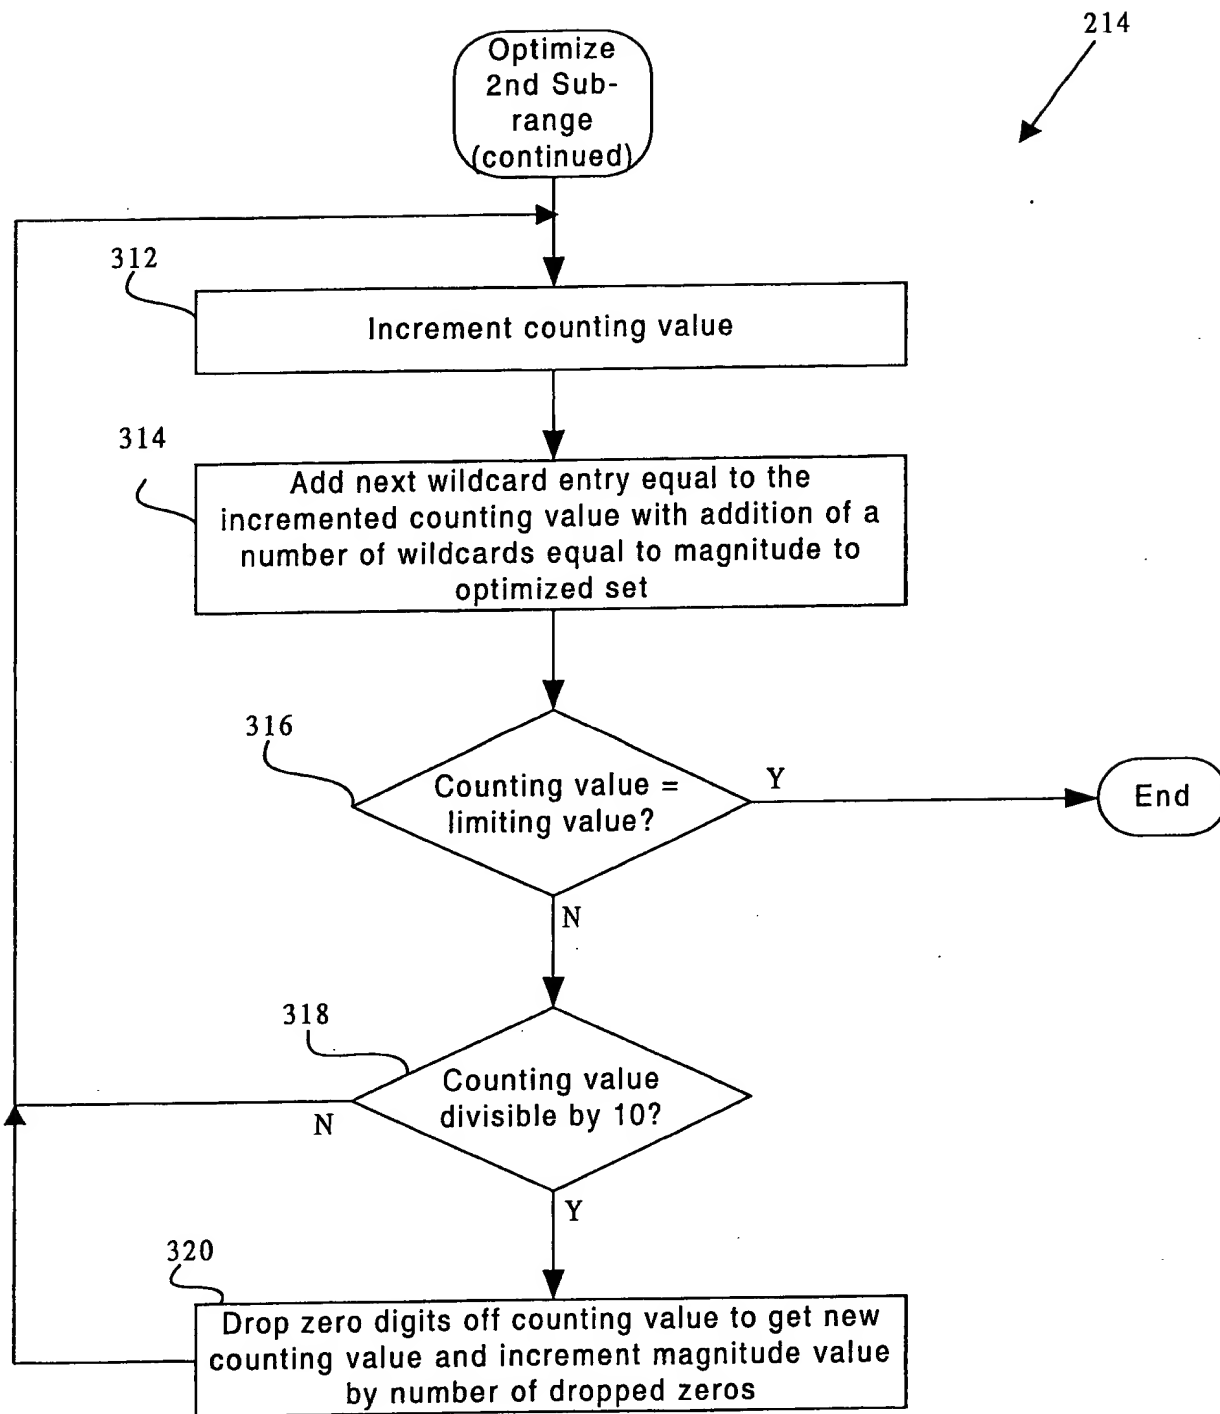 214
Optimize
2nd Sub-
range
(continued)
312
Increment counting value
314
Add next wildcard entry equal to the
incremented counting value with addition of a
number of wildcards equal to magnitude to
optimized set
316
Counting value =
limiting value?
Y
End
N
318
Counting value
divisible by 10?
N
Y
320
Drop zero digits off counting value to get new
counting value and increment magnitude value
by number of dropped zeros